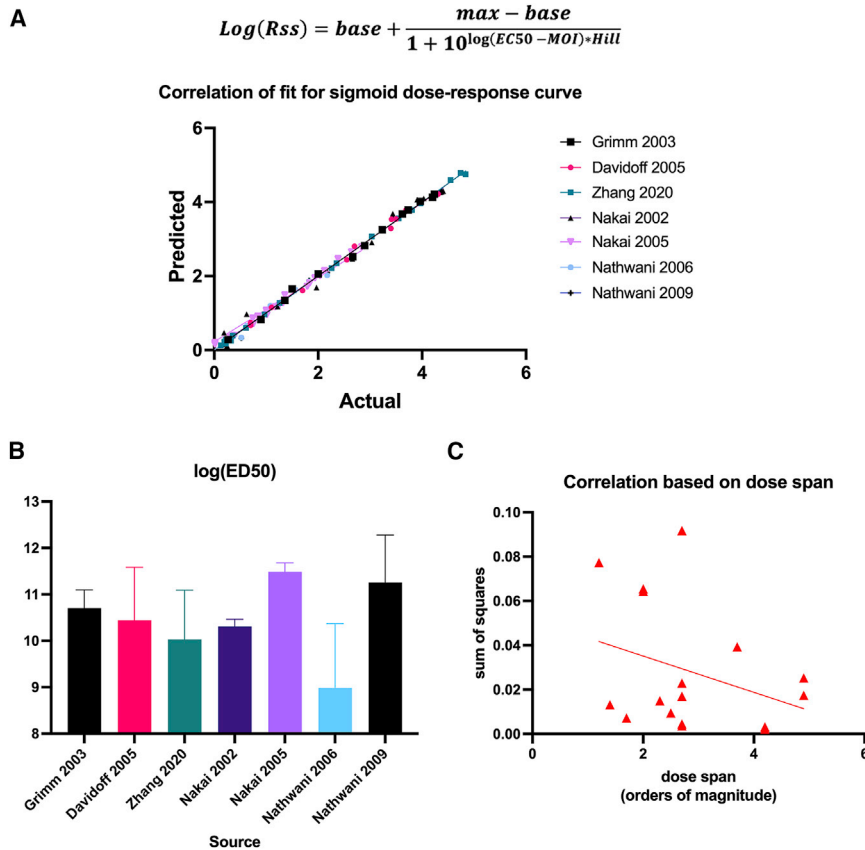 A
Log(Rss) = base + \frac{max − base}{1 + 10^{log(EC50 −MOI)*Hill}}
Correlation of fit for sigmoid dose-response curve
6
4
2
0
Predicted
0 2 4 6
Actual
Grimm 2003
Davidoff 2005
Zhang 2020
Nakai 2002
Nakai 2005
Nathwani 2006
Nathwani 2009
B
log(ED50)
13
12
11
10
9
8
Grimm 2003
Davidoff 2005
Zhang 2020
Nakai 2002
Nakai 2005
Nathwani 2006
Nathwani 2009
Source
C
Correlation based on dose span
0.10
0.08
0.06
0.04
0.02
0.00
sum of squares
0 2 4 6
dose span
(orders of magnitude)